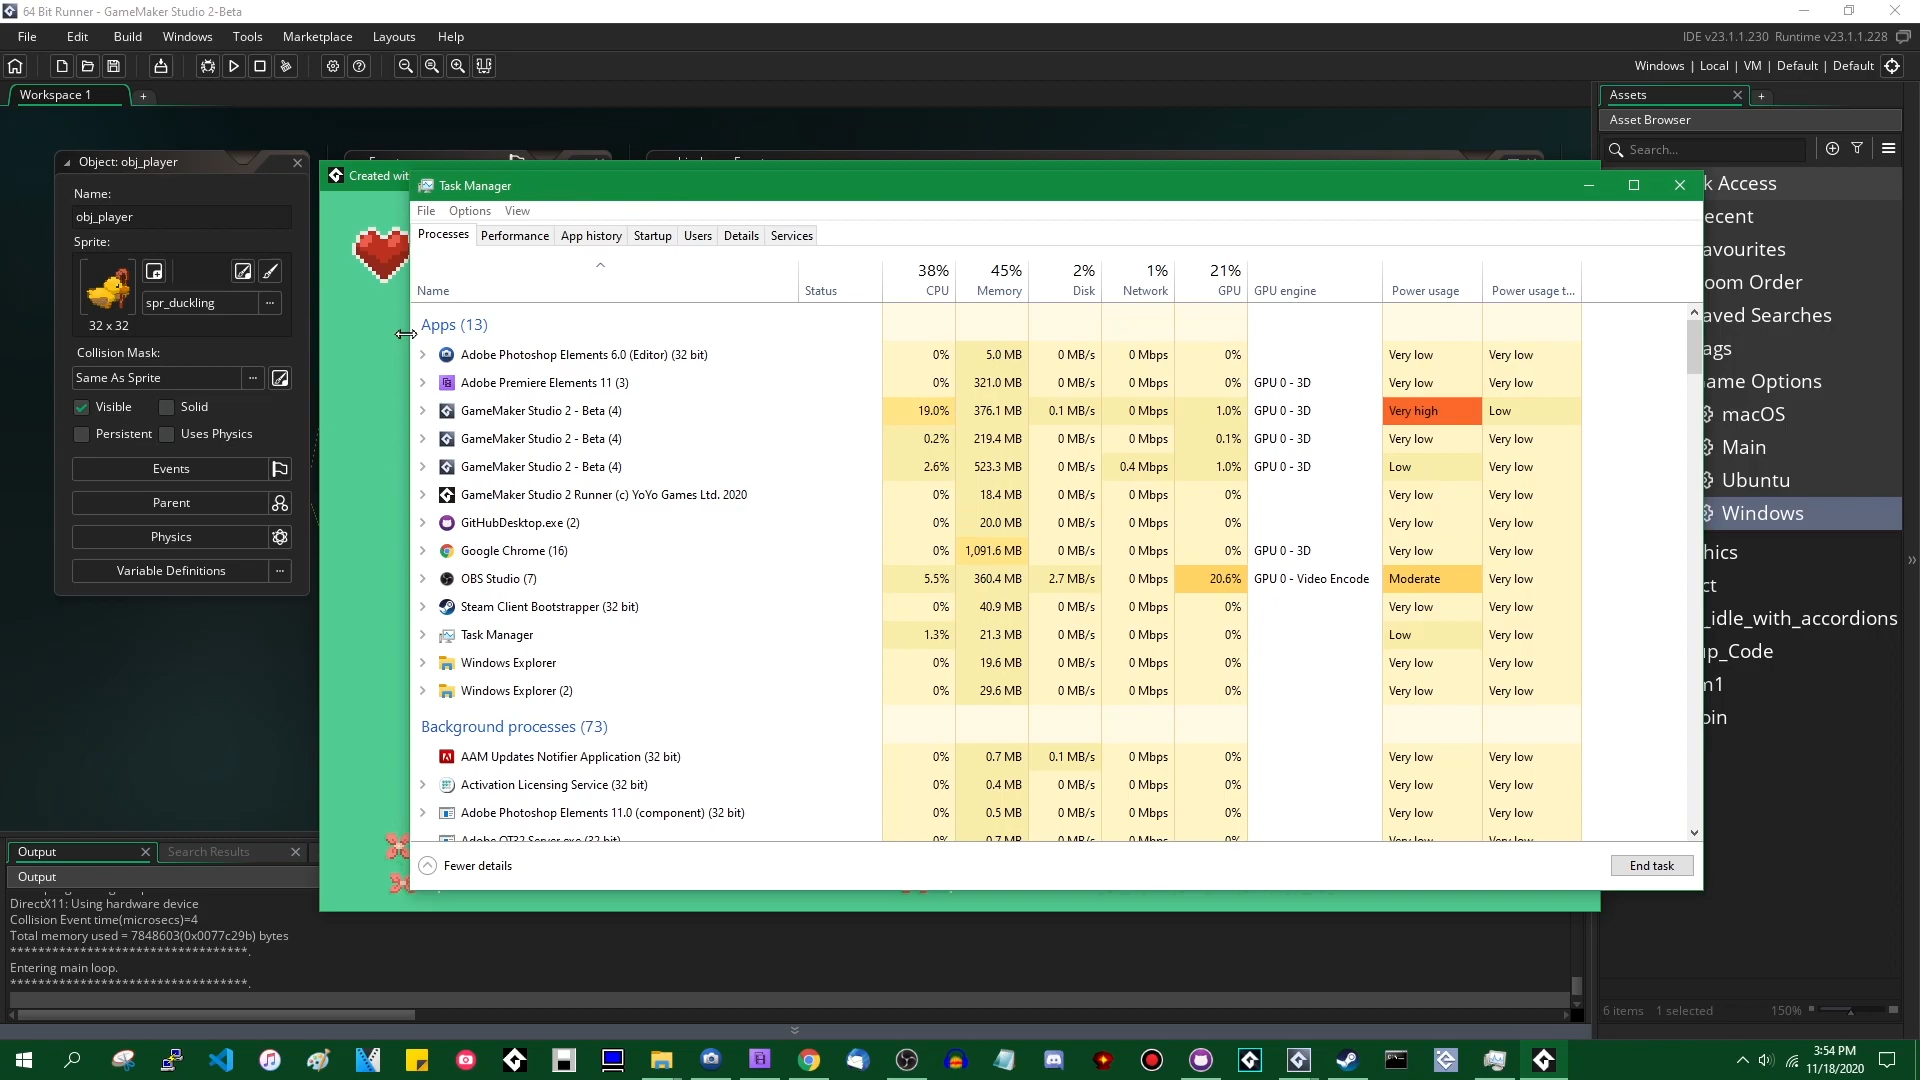 64 Bit Runner - GameMaker Studio 2-Beta
File Edit Build Windows Tools Marketplace Layouts Help
IDE v23.1.1.230 Runtime v23.1.1.228
Windows | Local | VM | Default | Default
Workspace 1
Assets
Asset Browser
Search...
Object: obj_player
Name:
obj_player
Sprite:
spr_duckling
32 x 32
Collision Mask:
Same As Sprite
Visible Solid
Persistent Uses Physics
Events
Parent
Physics
Variable Definitions
Created wit
Task Manager
File Options View
Processes Performance App history Startup Users Details Services
38% 45% 2% 1% 21%
Name Status CPU Memory Disk Network GPU GPU engine Power usage Power usage t...
Apps (13)
Adobe Photoshop Elements 6.0 (Editor) (32 bit) 0% 5.0 MB 0 MB/s 0 Mbps 0% Very low Very low
Adobe Premiere Elements 11 (3) 0% 321.0 MB 0 MB/s 0 Mbps 0% GPU 0 - 3D Very low Very low
GameMaker Studio 2 - Beta (4) 19.0% 376.1 MB 0.1 MB/s 0 Mbps 1.0% GPU 0 - 3D Very high Low
GameMaker Studio 2 - Beta (4) 0.2% 219.4 MB 0 MB/s 0 Mbps 0.1% GPU 0 - 3D Very low Very low
GameMaker Studio 2 - Beta (4) 2.6% 523.3 MB 0 MB/s 0.4 Mbps 1.0% GPU 0 - 3D Low Very low
GameMaker Studio 2 Runner (c) YoYo Games Ltd. 2020 0% 18.4 MB 0 MB/s 0 Mbps 0% Very low Very low
GitHubDesktop.exe (2) 0% 20.0 MB 0 MB/s 0 Mbps 0% Very low Very low
Google Chrome (16) 0% 1,091.6 MB 0 MB/s 0 Mbps 0% GPU 0 - 3D Very low Very low
OBS Studio (7) 5.5% 360.4 MB 2.7 MB/s 0 Mbps 20.6% GPU 0 - Video Encode Moderate Very low
Steam Client Bootstrapper (32 bit) 0% 40.9 MB 0 MB/s 0 Mbps 0% Very low Very low
Task Manager 1.3% 21.3 MB 0 MB/s 0 Mbps 0% Low Very low
Windows Explorer 0% 19.6 MB 0 MB/s 0 Mbps 0% Very low Very low
Windows Explorer (2) 0% 29.6 MB 0 MB/s 0 Mbps 0% Very low Very low
Background processes (73)
AAM Updates Notifier Application (32 bit) 0% 0.7 MB 0.1 MB/s 0 Mbps 0% Very low Very low
Activation Licensing Service (32 bit) 0% 0.4 MB 0 MB/s 0 Mbps 0% Very low Very low
Adobe Photoshop Elements 11.0 (component) (32 bit) 0% 0.5 MB 0 MB/s 0 Mbps 0% Very low Very low
Adobe QT32 Server.exe (32 bit) 0% 0.7 MB 0 MB/s 0 Mbps 0% Very low Very low
Fewer details
End task
k Access
ecent
avourites
oom Order
aved Searches
ags
ame Options
macOS
Main
Ubuntu
Windows
hics
ct
_idle_with_accordions
up_Code
m1
oin
6 items 1 selected 150%
Output Search Results
Output
DirectX11: Using hardware device
Collision Event time(microsecs)=4
Total memory used = 7848603(0x0077c29b) bytes
**********************************.
Entering main loop.
**********************************.
3:54 PM
11/18/2020